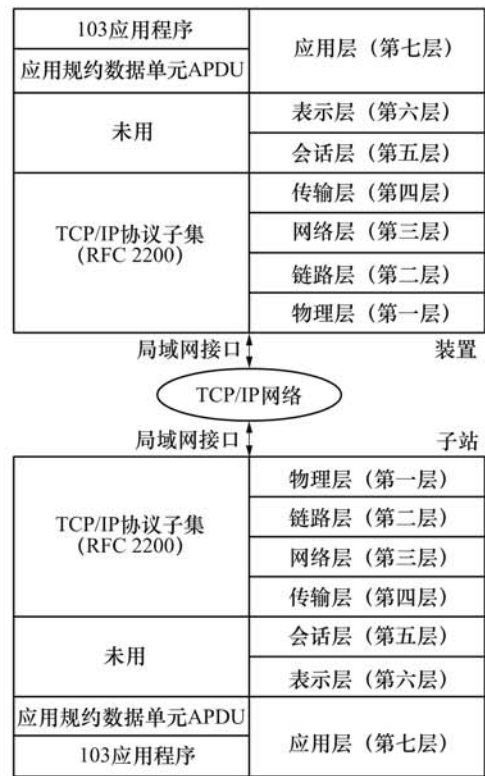 103应用程序
应用规约数据单元APDU
应用层（第七层）
未用
表示层（第六层）
会话层（第五层）
TCP/IP协议子集
(RFC 2200)
传输层（第四层）
网络层（第三层）
链路层（第二层）
物理层（第一层）
局域网接口
装置
TCP/IP网络
局域网接口
子站
TCP/IP协议子集
(RFC 2200)
物理层（第一层）
链路层（第二层）
网络层（第三层）
传输层（第四层）
未用
会话层（第五层）
表示层（第六层）
应用规约数据单元APDU
103应用程序
应用层（第七层）